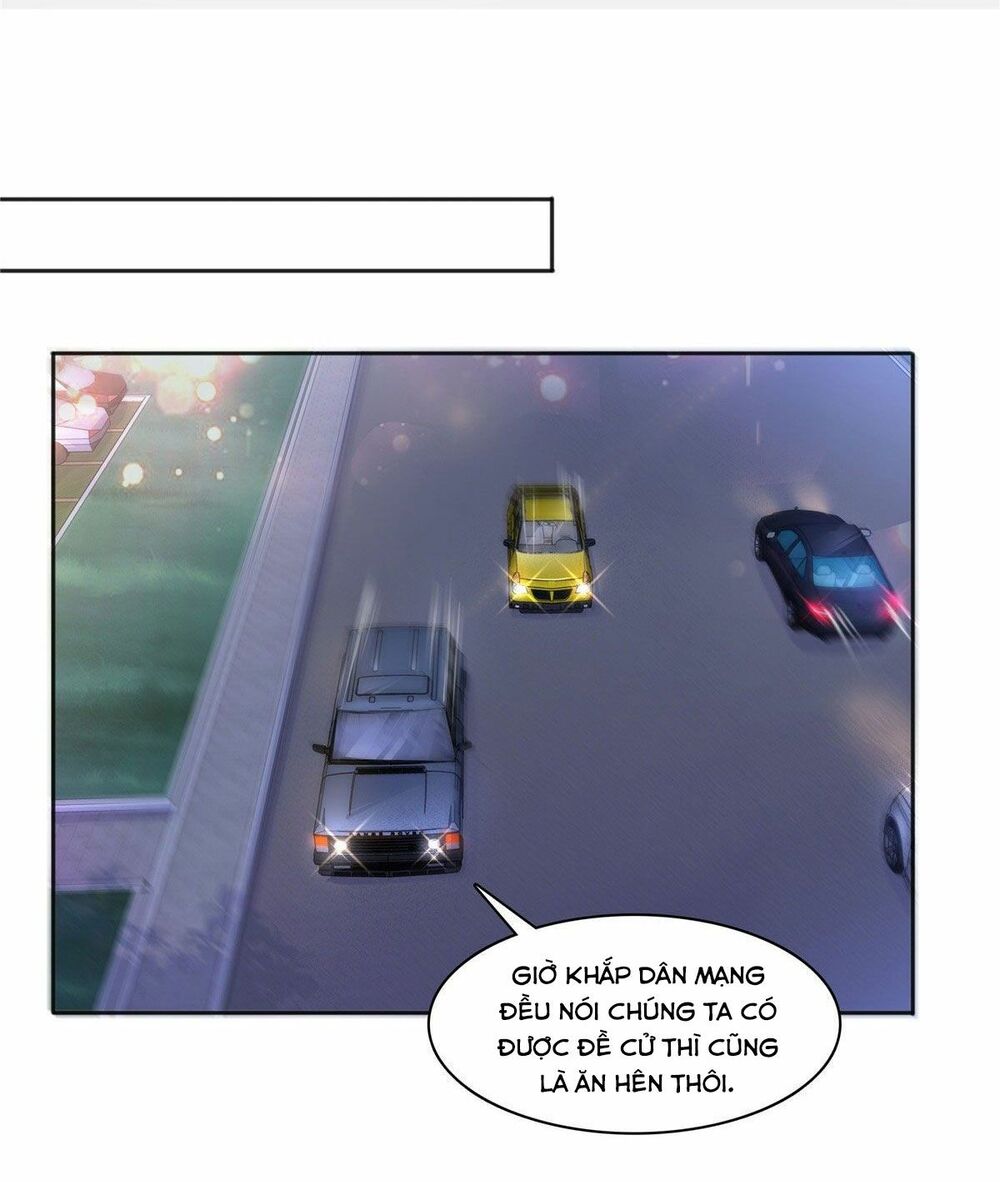 GIỜ KHẮP DÂN MẠNG
ĐỀU NÓI CHÚNG TA CÓ
ĐƯỢC ĐỀ CỬ THÌ CŨNG
LÀ ĂN HÊN THÔI.